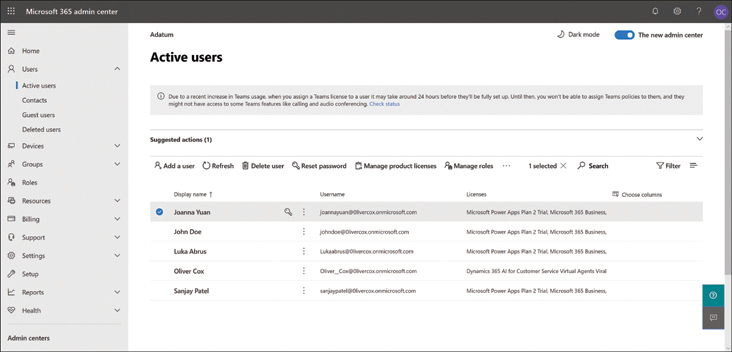 Microsoft 365 admin center
?
OC
Home
Users
Active users
Contacts
Guest users
Deleted users
Devices
Groups
Roles
Resources
Billing
Support
Settings
Setup
Reports
Health
Admin centers
Adatum
Dark mode
The new admin center
Active users
Due to a recent increase in Teams usage, when you assign a Teams license to a user it may take around 24 hours before they'll be fully set up. Until then, you won't be able to assign Teams policies to them, and they
might not have access to some Teams features like calling and audio conferencing. Check status
Suggested actions (1)
Add a user Refresh Delete user Reset password Manage product licenses Manage roles ··· 1 selected Search Filter
Display name ↑ Username Licenses Choose columns
Joanna Yuan joannayuan@0livercox.onmicrosoft.com Microsoft Power Apps Plan 2 Trial, Microsoft 365 Business,
John Doe johndoe@0livercox.onmicrosoft.com Microsoft Power Apps Plan 2 Trial, Microsoft 365 Business,
Luka Abrus Lukaabrus@0livercox.onmicrosoft.com Microsoft Power Apps Plan 2 Trial, Microsoft 365 Business,
Oliver Cox Oliver_Cox@0livercox.onmicrosoft.com Dynamics 365 AI for Customer Service Virtual Agents Viral
Sanjay Patel sanjaypatel@0livercox.onmicrosoft.com Microsoft Power Apps Plan 2 Trial, Microsoft 365 Business,